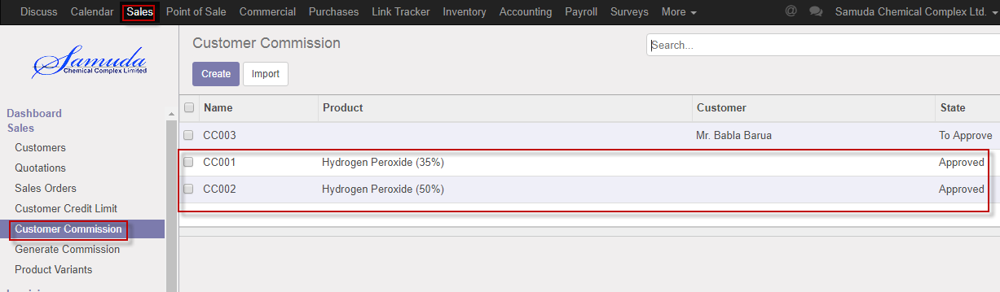 Discuss Calendar Sales Point of Sale Commercial Purchases Link Tracker Inventory Accounting Payroll Surveys More @ Samuda Chemical Complex Ltd.
Samuda
Chemical Complex Limited
Customer Commission
Search...
Create Import
Dashboard
Sales
Customers
Quotations
Sales Orders
Customer Credit Limit
Customer Commission
Generate Commission
Product Variants
Name Product Customer State
CC003 Mr. Babla Barua To Approve
CC001 Hydrogen Peroxide (35%) Approved
CC002 Hydrogen Peroxide (50%) Approved